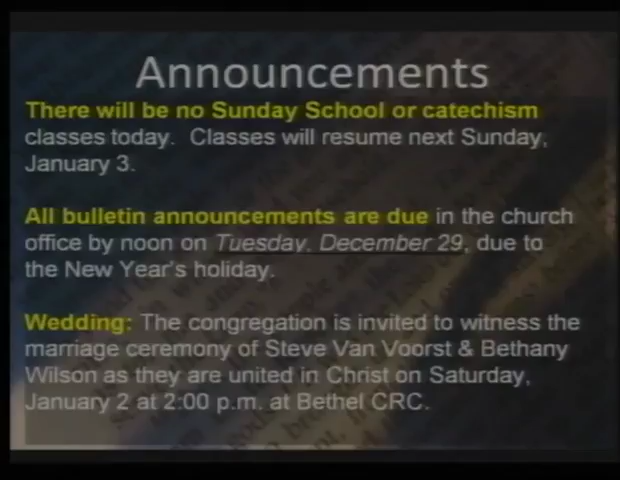 Announcements
There will be no Sunday School or catechism
classes today. Classes will resume next Sunday,
January 3.
All bulletin announcements are due in the church
office by noon on Tuesday, December 29, due to
the New Year's holiday.
Wedding: The congregation is invited to witness the
marriage ceremony of Steve Van Voorst & Bethany
Wilson as they are united in Christ on Saturday,
January 2 at 2:00 p.m. at Bethel CRC.